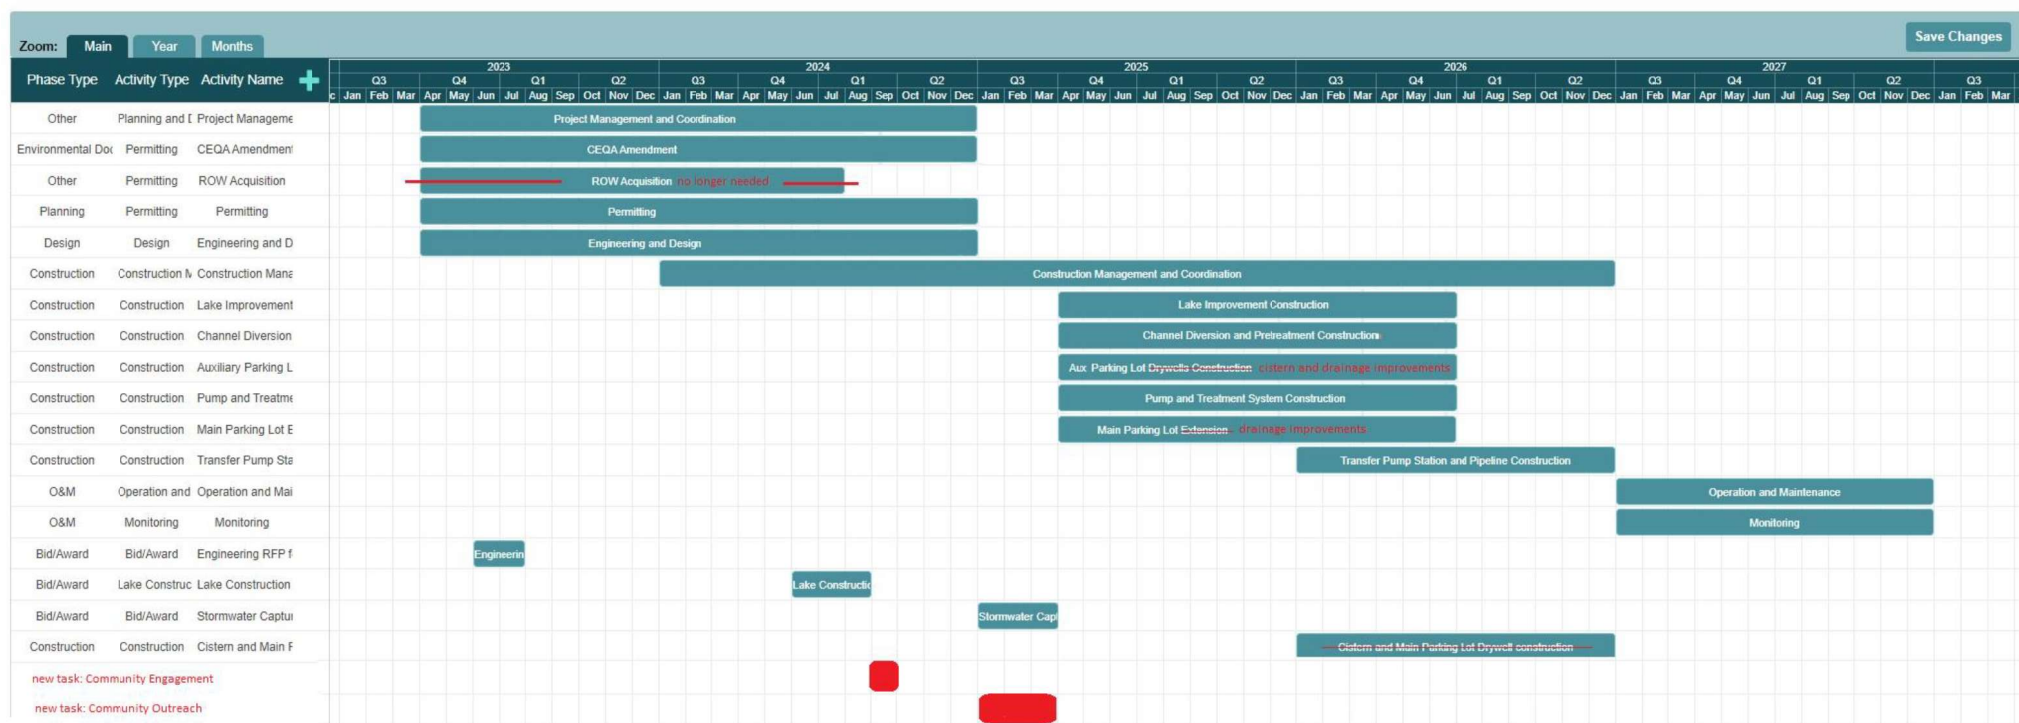 Zoom: Main Year Months Save Changes
Phase Type Activity Type Activity Name +
2023 2024 2025 2026 2027
Q3 Q4 Q1 Q2 Q3 Q4 Q1 Q2 Q3 Q4 Q1 Q2 Q3 Q4 Q1 Q2 Q3 Q4 Q1 Q2 Q3
c Jan Feb Mar Apr May Jun Jul Aug Sep Oct Nov Dec Jan Feb Mar Apr May Jun Jul Aug Sep Oct Nov Dec Jan Feb Mar Apr May Jun Jul Aug Sep Oct Nov Dec Jan Feb Mar Apr May Jun Jul Aug Sep Oct Nov Dec Jan Feb Mar Apr May Jun Jul Aug Sep Oct Nov Dec Jan Feb Mar
Other Planning and D Project Manageme Project Management and Coordination
Environmental Doc Permitting CEQA Amendment CEQA Amendment
Other Permitting ROW Acquisition ROW Acquisition no longer needed
Planning Permitting Permitting Permitting
Design Design Engineering and D Engineering and Design
Construction Construction M Construction Mana Construction Management and Coordination
Construction Construction Lake Improvement Lake Improvement Construction
Construction Construction Channel Diversion Channel Diversion and Pretreatment Construction
Construction Construction Auxiliary Parking L Aux Parking Lot Drywells Construction cistern and drainage improvements
Construction Construction Pump and Treatme Pump and Treatment System Construction
Construction Construction Main Parking Lot E Main Parking Lot Extension drainage improvements
Construction Construction Transfer Pump Sta Transfer Pump Station and Pipeline Construction
O&M Operation and Operation and Mai Operation and Maintenance
O&M Monitoring Monitoring Monitoring
Bid/Award Bid/Award Engineering RFP f Engineerin
Bid/Award Lake Construc Lake Construction Lake Constructio
Bid/Award Bid/Award Stormwater Captur Stormwater Capt
Construction Construction Cistern and Main P Cistern and Main Parking Lot Drywell construction
new task: Community Engagement
new task: Community Outreach